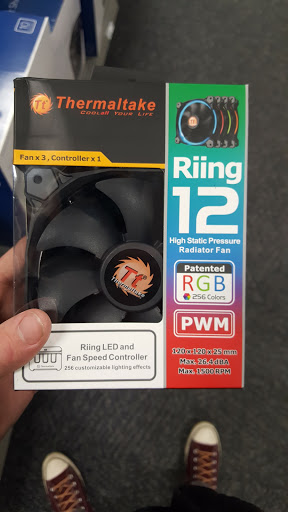 Thermaltake
COOLall YOUR LIFE
Fan x 3 , Controller x 1
Riing
12
High Static Pressure
Radiator Fan
Patented
RGB
256 Colors
PWM
120 x 120 x 25 mm
Max. 26.4 dBA
Max. 1500 RPM
Thermaltake
Riing LED and
Fan Speed Controller
256 customizable lighting effects